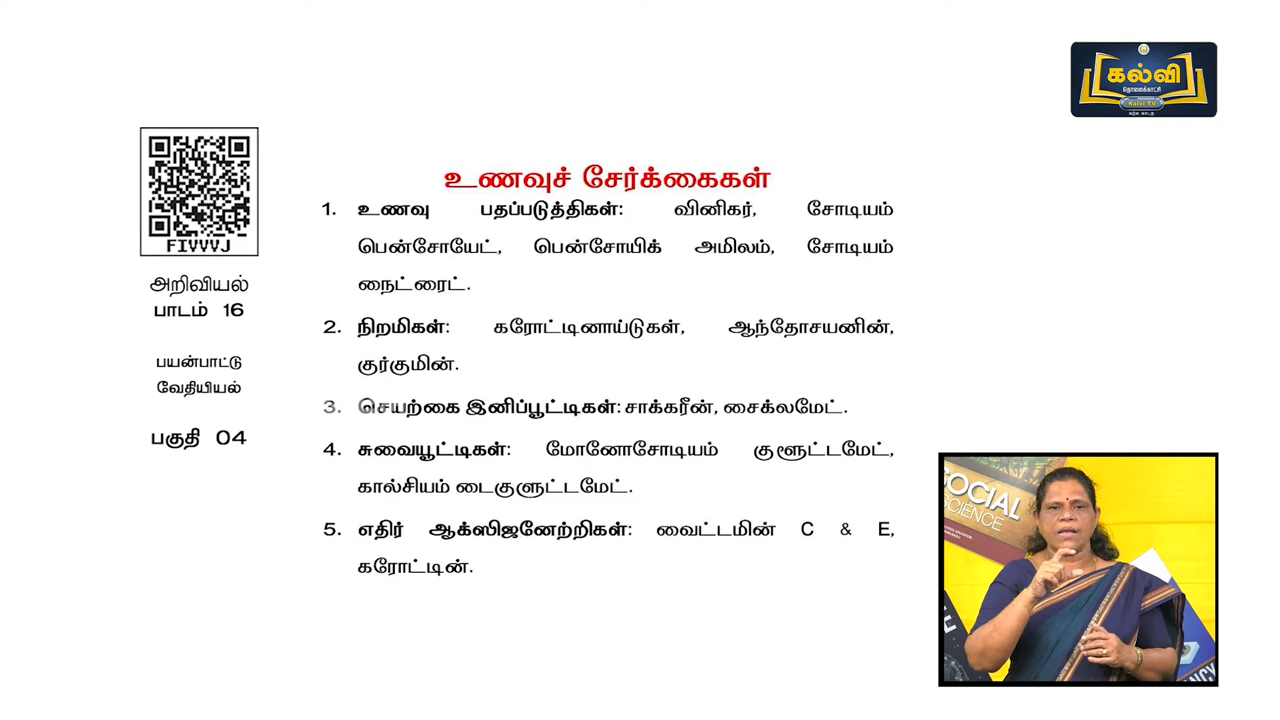 கல்வி
தொலைக்காட்சி
Kalvi TV
உணவுச் சேர்க்கைகள்
FIVVVJ
அறிவியல்
பாடம் 16
பயன்பாட்டு
வேதியியல்
பகுதி 04
1. உணவு பதப்படுத்திகள்: வினிகர், சோடியம்
பென்சோயேட், பென்சோயிக் அமிலம், சோடியம்
நைட்ரைட்.
2. நிறமிகள்: கரோட்டினாய்டுகள், ஆந்தோசயனின்,
குர்குமின்.
3. செயற்கை இனிப்பூட்டிகள்: சாக்கரீன், சைக்லமேட்.
4. சுவையூட்டிகள்: மோனோசோடியம் குளூட்டமேட்,
கால்சியம் டைகுளுட்டமேட்.
5. எதிர் ஆக்ஸிஜனேற்றிகள்: வைட்டமின் C & E,
கரோட்டின்.
SOCIAL
SCIENCE